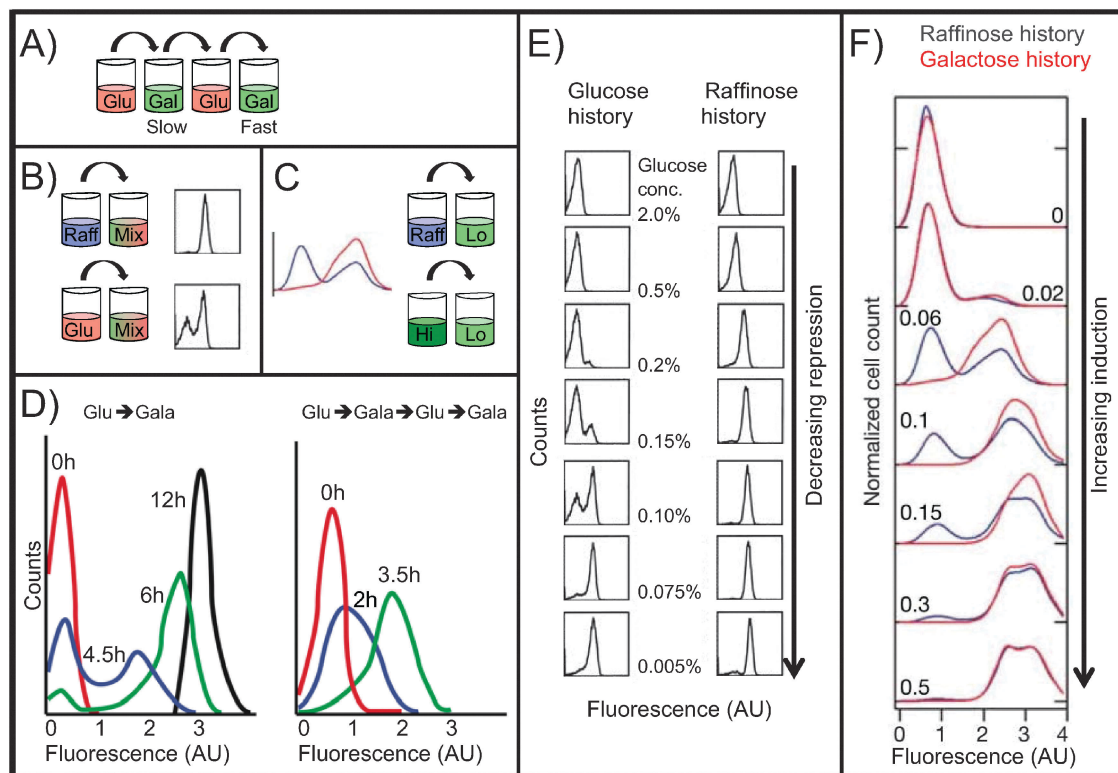 A)
Glu Gal Glu Gal
Slow Fast
B)
Raff Mix
Glu Mix
C
Raff Lo
Hi Lo
D)
Glu➔Gala
Glu➔Gala➔Glu➔Gala
Counts
0h
12h
6h
4.5h
0h
3.5h
2h
0 1 2 3
0 1 2 3
Fluorescence (AU)
Fluorescence (AU)
E)
Glucose history
Raffinose history
Glucose conc.
2.0%
0.5%
0.2%
0.15%
0.10%
0.075%
0.005%
Counts
Decreasing repression
Fluorescence (AU)
F)
Raffinose history
Galactose history
0
0.02
0.06
0.1
0.15
0.3
0.5
Normalized cell count
Increasing induction
0 1 2 3 4
Fluorescence (AU)